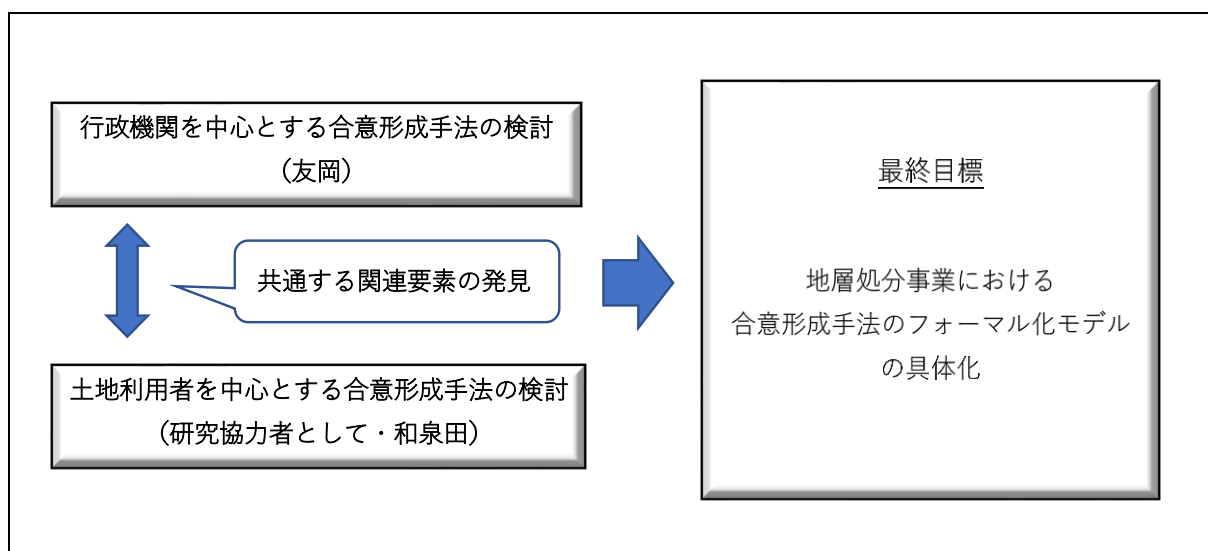 行政機関を中心とする合意形成手法の検討
（友岡）
共通する関連要素の発見
土地利用者を中心とする合意形成手法の検討
（研究協力者として・和泉田）
最終目標
地層処分事業における
合意形成手法のフォーマル化モデル
の具体化